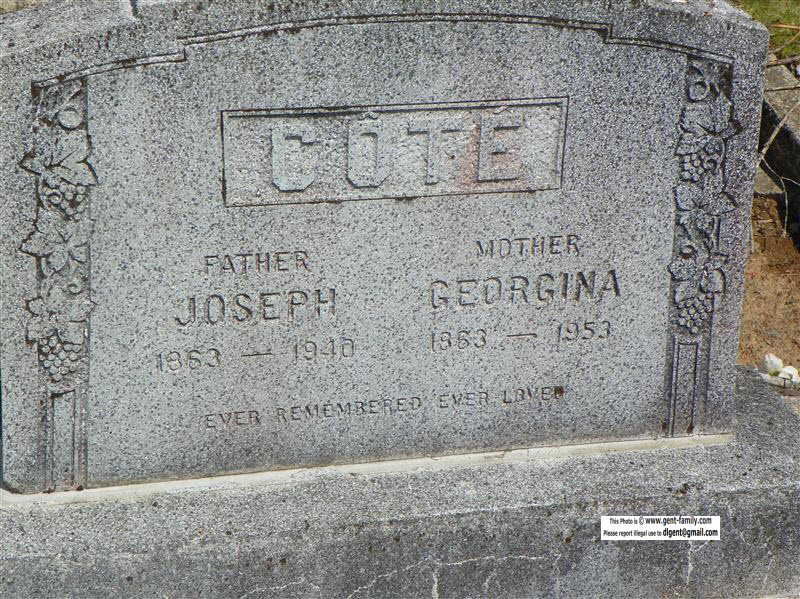 CÔTÉ
FATHER
JOSEPH
1863 — 1940
MOTHER
GEORGINA
1863 — 1953
EVER REMEMBERED EVER LOVED
This Photo is © www.gent-family.com
Please report illegal use to dlgent@gmail.com